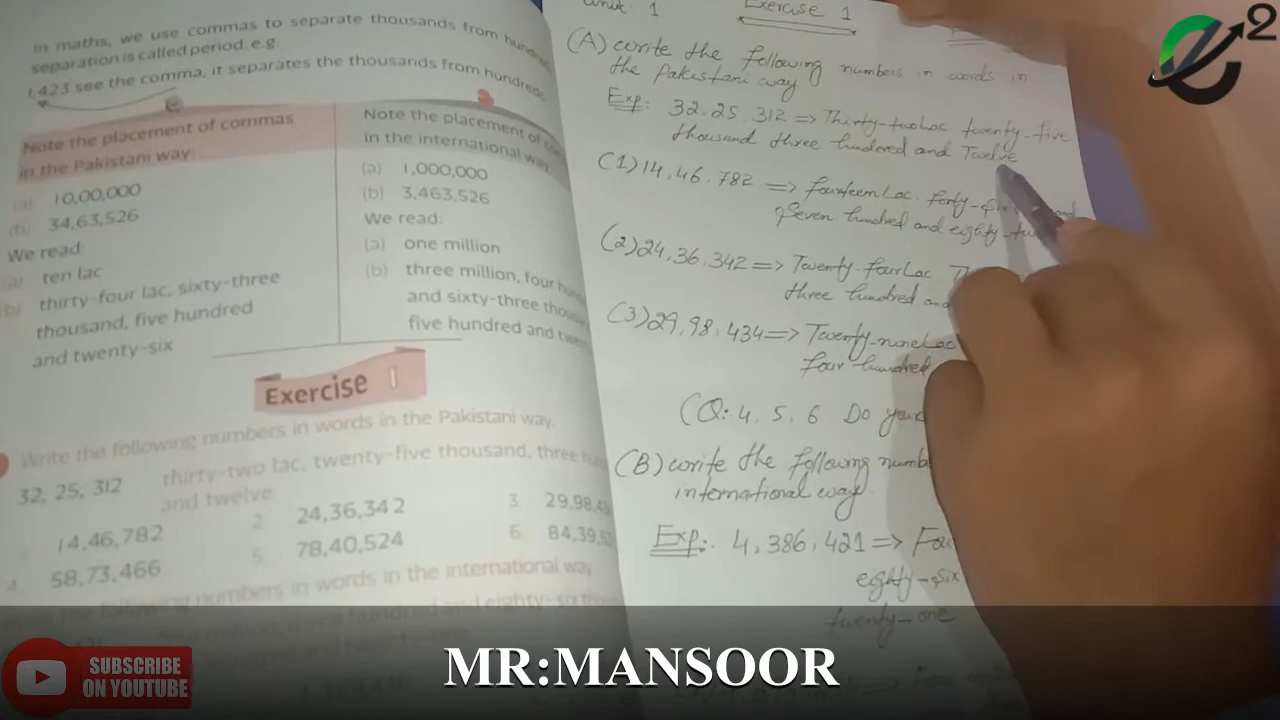 In maths, we use commas to separate thousands from
separation is called period. e.g.
1,423 see the comma, it separates the thousands from hundreds.
Note the placement of commas
in the Pakistani way:
(a) 10,00,000
(b) 34,63,526
We read:
(a) ten lac
(b) thirty-four lac, sixty-three
thousand, five hundred
and twenty-six
Note the placement of
in the international way
(a) 1,000,000
(b) 3,463,526
We read:
(a) one million
(b) three million, four
and sixty-three
five hundred and
Exercise 1
Write the following numbers in words in the Pakistani way.
32, 25, 312 thirty-two lac, twenty-five thousand, three
and twelve
14,46,782 2. 24,36,342 3. 29,98,
4. 58,73,466 5. 78,40,524 6. 84,39,
the following numbers in words in the international way
Unit 1 Exercise 1
(A) write the following numbers in words in
the Pakistani way
Exp: 32,25,312 => Thirty-two Lac twenty-five
thousand three hundered and Twelve
(1) 14,46,782 => fourteen Lac. forty-six
Seven hundred and eighty-
(2) 24,36,342 => Twenty four Lac
three hundred and
(3) 29,98,434 => Twenty-nine Lac
four hundred
(Q: 4, 5, 6 Do
(B) write the following
international way.
Exp: 4,386,421 =>
eighty-six
twenty-one
e2
SUBSCRIBE
ON YOUTUBE
MR:MANSOOR